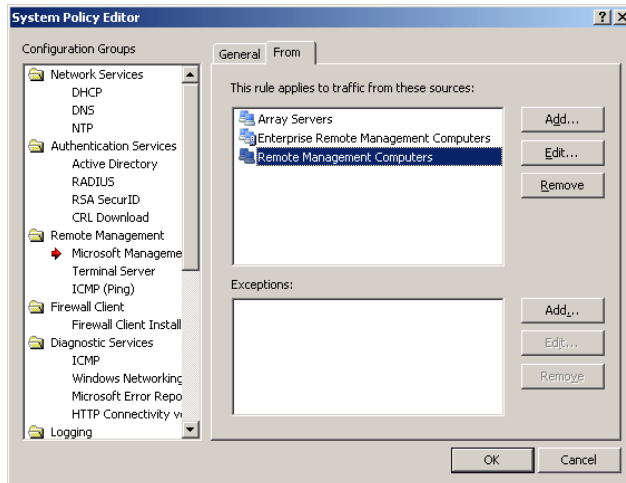 System Policy Editor
Configuration Groups
Network Services
DHCP
DNS
NTP
Authentication Services
Active Directory
RADIUS
RSA SecurID
CRL Download
Remote Management
Microsoft Manageme
Terminal Server
ICMP (Ping)
Firewall Client
Firewall Client Install
Diagnostic Services
ICMP
Windows Networking
Microsoft Error Repo
HTTP Connectivity v
Logging
General
From
This rule applies to traffic from these sources:
Array Servers
Enterprise Remote Management Computers
Remote Management Computers
Add...
Edit...
Remove
Exceptions:
Add...
Edit...
Remove
OK
Cancel